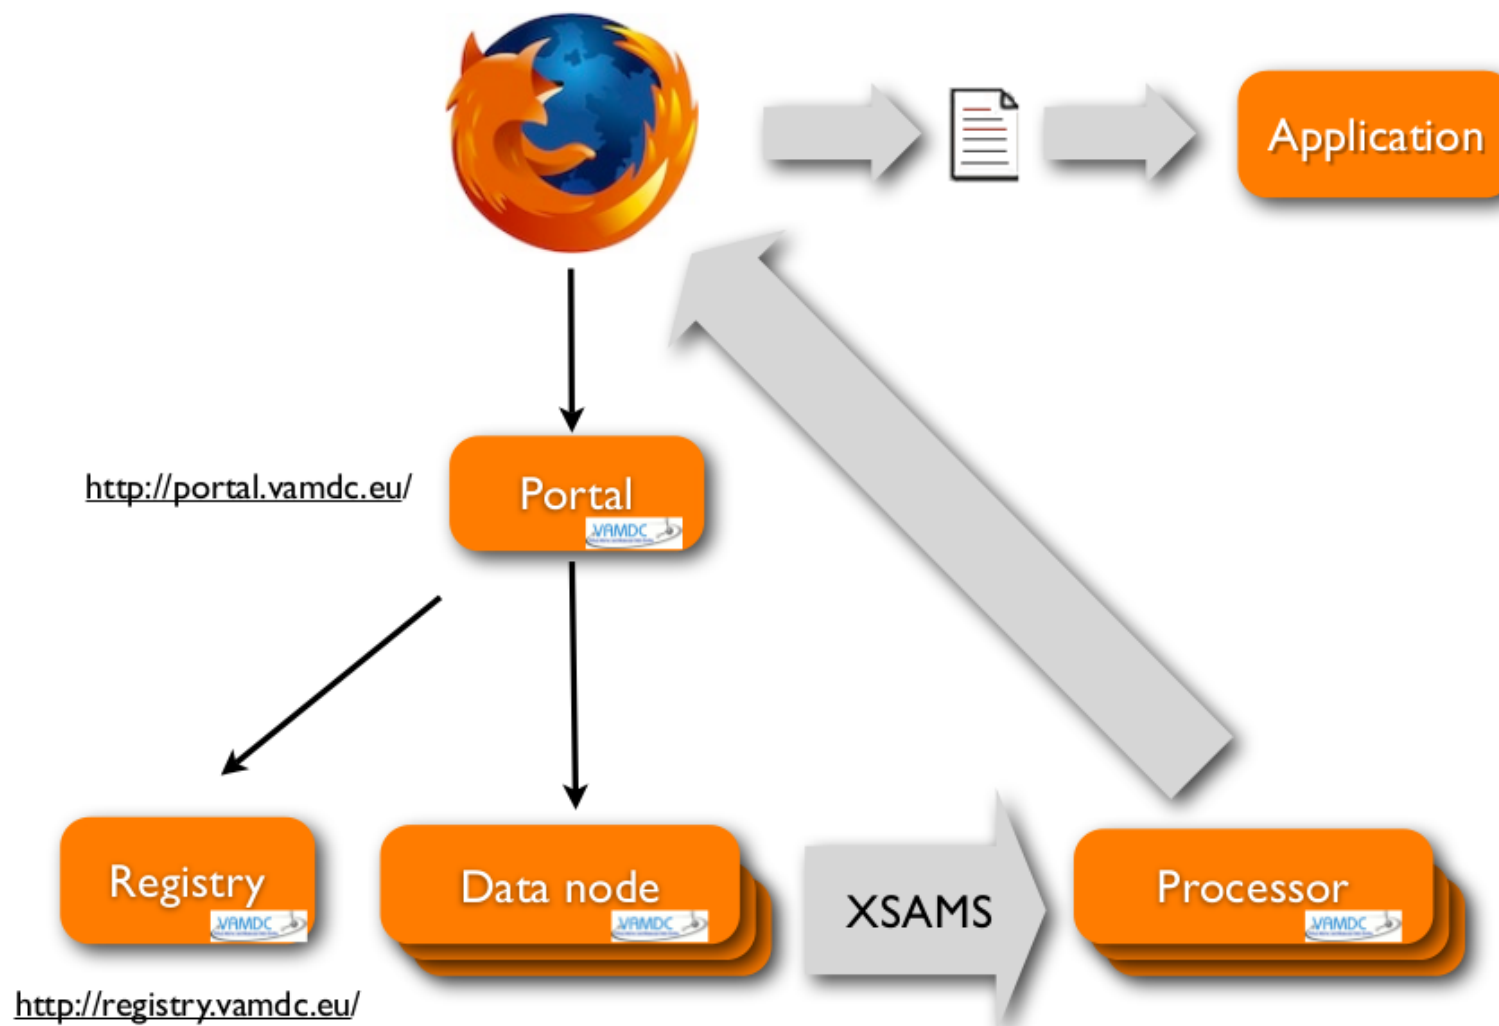 Application
http://portal.vamdc.eu/
Portal
VAMDC
Registry
VAMDC
Data node
VAMDC
XSAMS
Processor
VAMDC
http://registry.vamdc.eu/